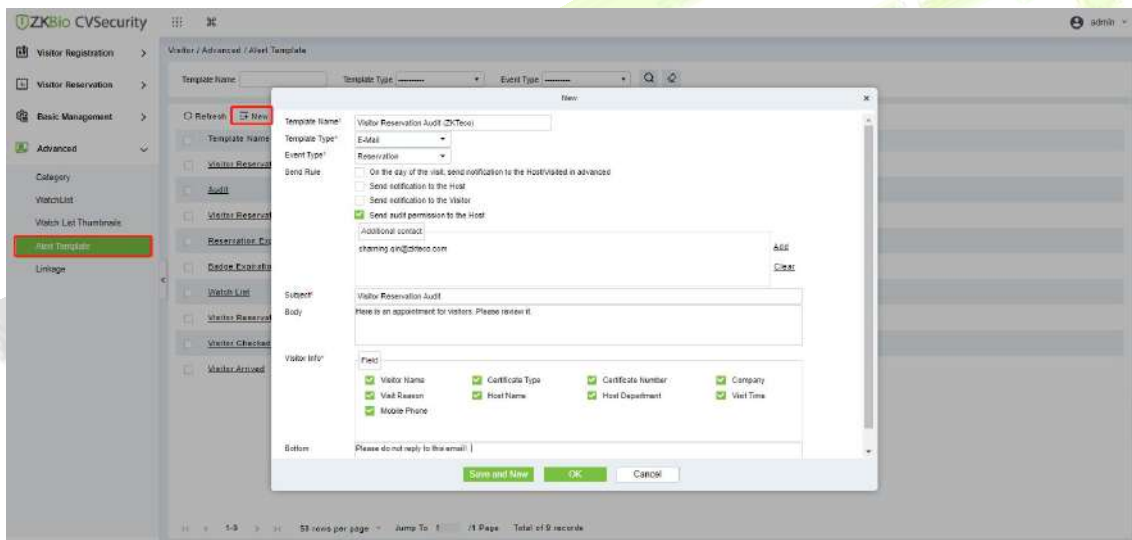 ZKBio CVSecurity
admin
Visitor Registration
Visitor Reservation
Basic Management
Advanced
Category
WatchList
Watch List Thumbnails
Alert Template
Linkage
Visitor / Advanced / Alert Template
Template Name Template Type ---------- Event Type ----------
Refresh New
Template Name
Visitor Reservat
Audit
Visitor Reservat
Reservation Ex
Badge Expiratio
Watch List
Visitor Reservat
Visitor Checked
Visitor Arrived
New
Template Name* Visitor Reservation Audit (ZKTeco)
Template Type* E-Mail
Event Type* Reservation
Send Rule On the day of the visit, send notification to the Host/Visited in advanced
Send notification to the Host
Send notification to the Visitor
Send audit permission to the Host
Additional contact
Add
Clear
Subject* Visitor Reservation Audit
Body Here is an appointment for visitors. Please review it.
Visitor Info* Field
Visitor Name Certificate Type Certificate Number Company
Visit Reason Host Name Host Department Visit Time
Mobile Phone
Bottom Please do not reply to this email!
Save and New OK Cancel
1-9 50 rows per page Jump To 1 /1 Page Total of 9 records